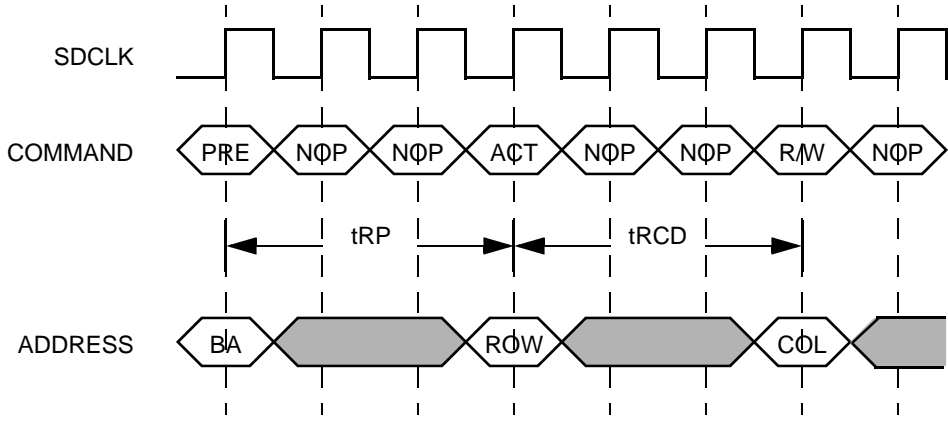 SDCLK
COMMAND PRE NOP NOP ACT NOP NOP R/W NOP
tRP tRCD
ADDRESS BA ROW COL